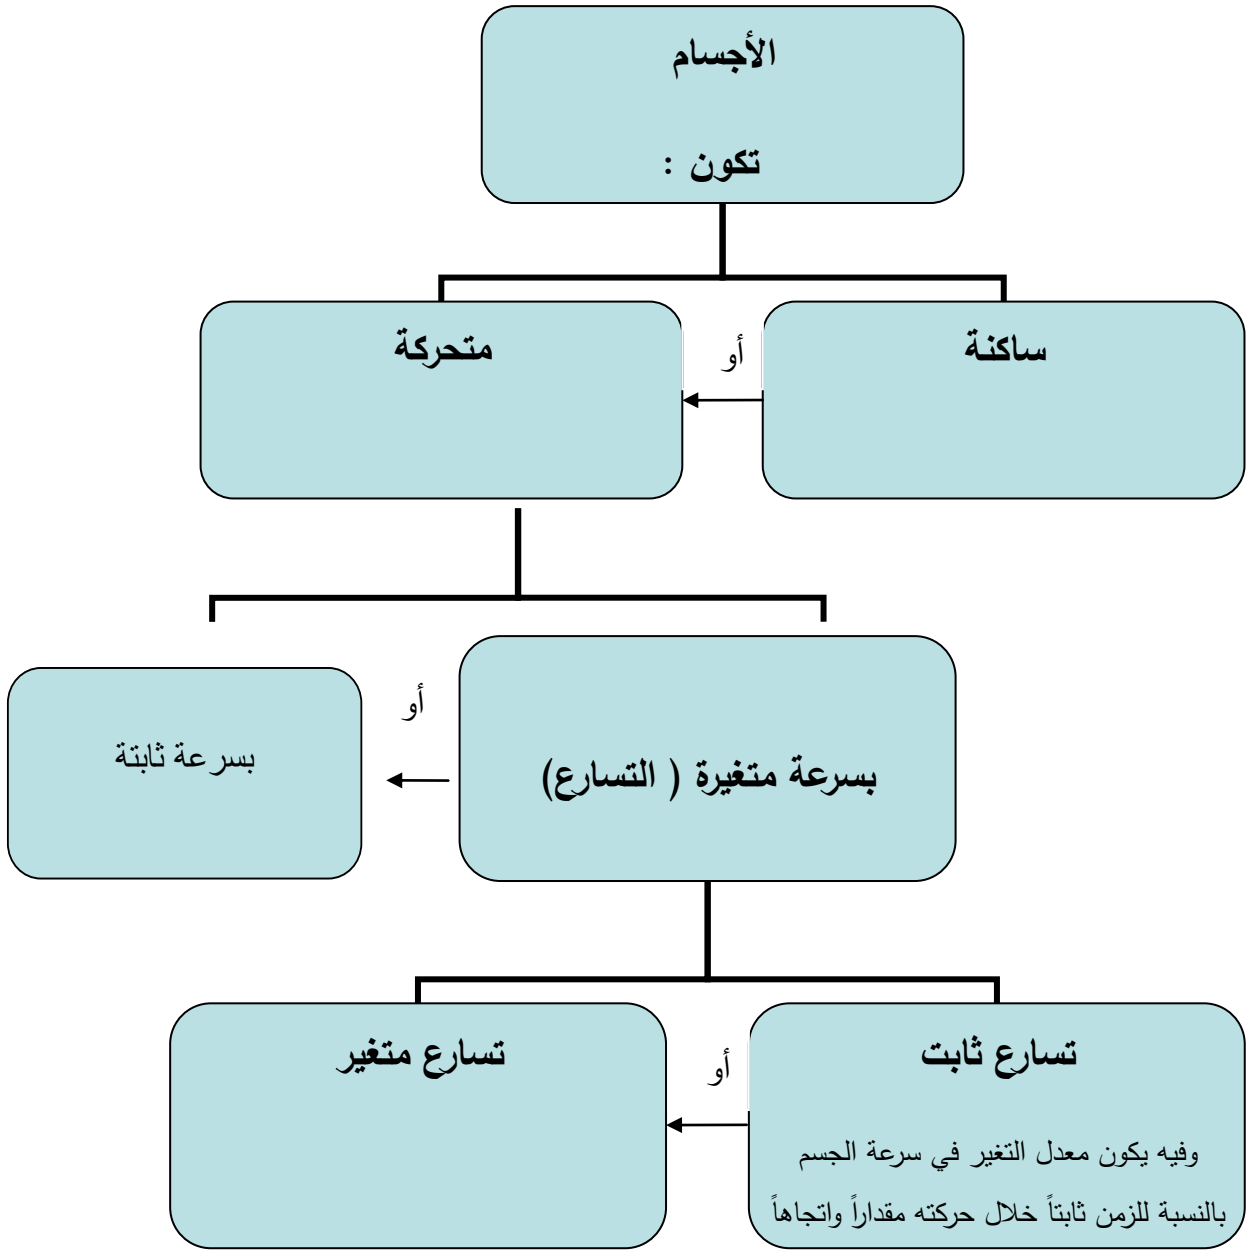 الأجسام
تكون :
ساكنة
أو
متحركة
بسرعة متغيرة ( التسارع)
أو
بسرعة ثابتة
تسارع ثابت
وفيه يكون معدل التغير في سرعة الجسم
بالنسبة للزمن ثابتاً خلال حركته مقداراً واتجاهاً
أو
تسارع متغير